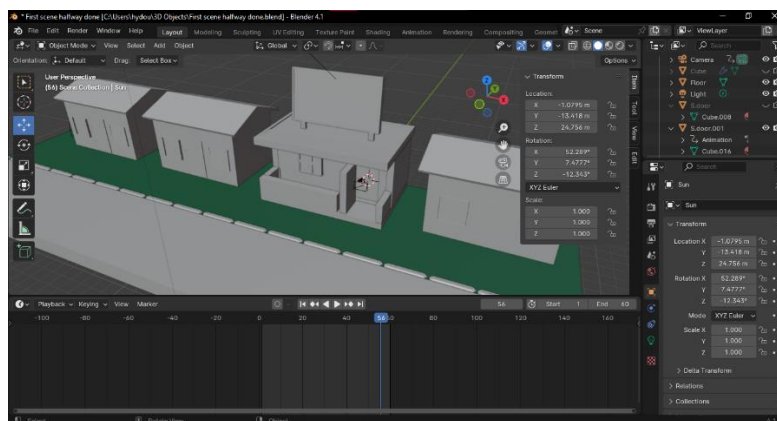 * First scene halfway done [C:\Users\hydou\3D Objects\First scene halfway done.blend] - Blender 4.1
File Edit Render Window Help Layout Modeling Sculpting UV Editing Texture Paint Shading Animation Rendering Compositing Geomet Scene ViewLayer
Object Mode View Select Add Object Global
Orientation: Default Drag: Select Box Options
User Perspective
(56) Scene Collection | Sun
Transform
Location:
X -1.0795 m
Y -13.418 m
Z 24.756 m
Rotation:
X 52.289°
Y 7.4777°
Z -12.343°
XYZ Euler
Scale:
X 1.000
Y 1.000
Z 1.000
Item
Tool
View
Edit
Search
Camera
Cube
Floor
Light
S.door
Cube.008
S.door.001
Animation
Cube.016
Search
Sun
Sun
Transform
Location X -1.0795 m
Y -13.418 m
Z 24.756 m
Rotation X 52.289°
Y 7.4777°
Z -12.343°
Mode XYZ Euler
Scale X 1.000
Y 1.000
Z 1.000
Delta Transform
Relations
Collections
Playback Keying View Marker 56 Start 1 End 60
-100 -80 -60 -40 -20 0 20 40 56 80 100 120 140 160
Select Rotate View Object